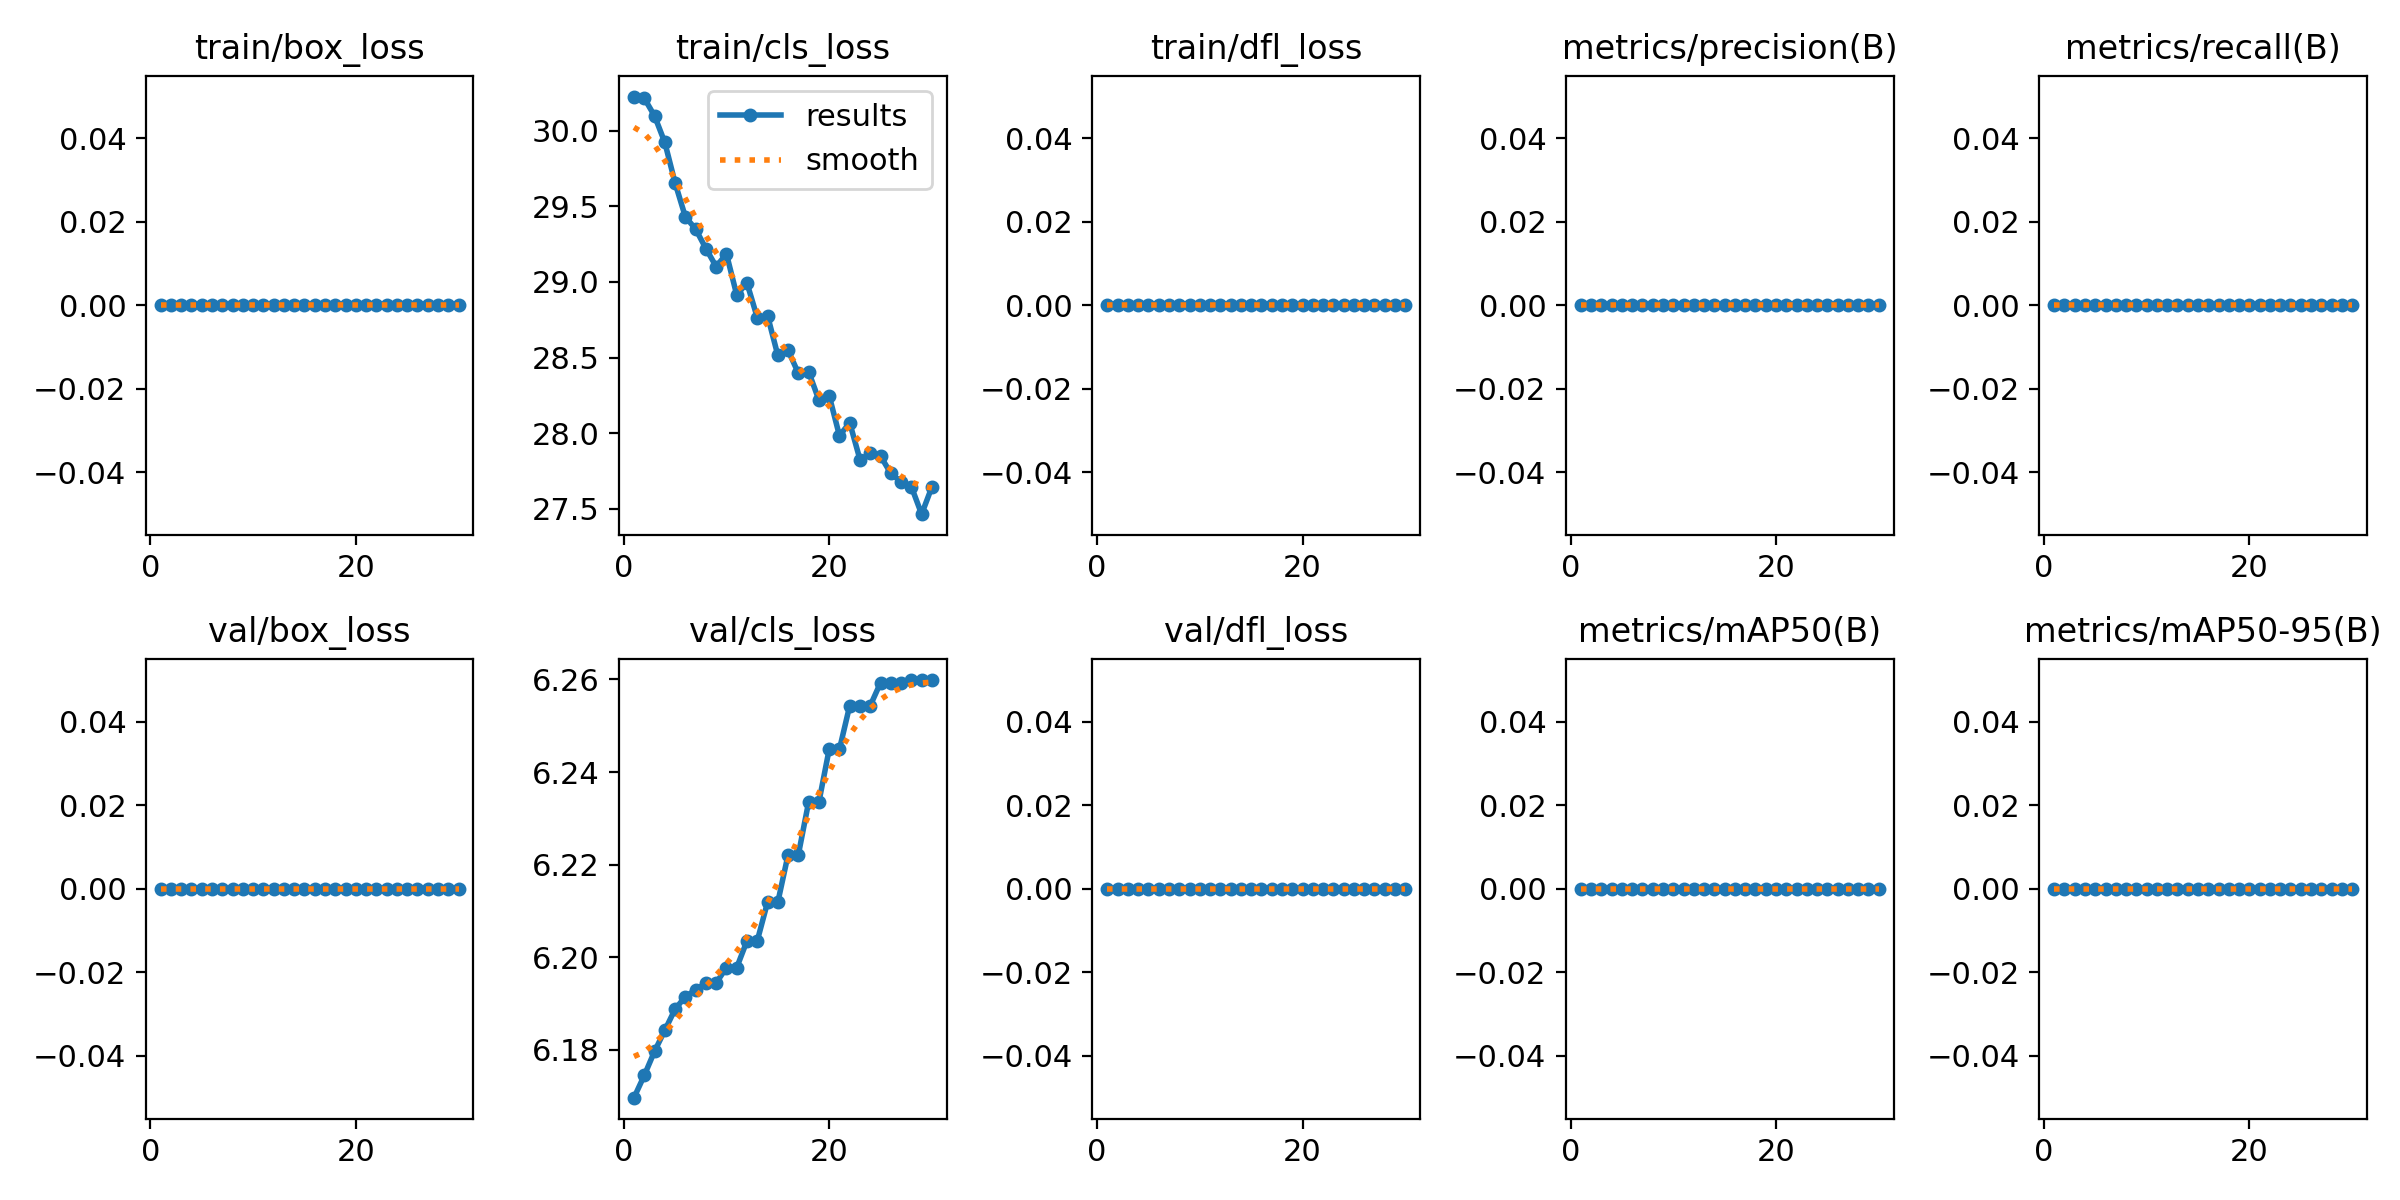 train/box_loss train/cls_loss train/dfl_loss metrics/precision(B) metrics/recall(B)
results
smooth
0.04 30.0 0.04 0.04 0.04
0.02 29.5 0.02 0.02 0.02
0.00 29.0 0.00 0.00 0.00
28.5
−0.02 28.0 −0.02 −0.02 −0.02
−0.04 27.5 −0.04 −0.04 −0.04
0 20 0 20 0 20 0 20 0 20
val/box_loss val/cls_loss val/dfl_loss metrics/mAP50(B) metrics/mAP50-95(B)
6.26
0.04 6.24 0.04 0.04 0.04
0.02 6.22 0.02 0.02 0.02
0.00 0.00 0.00 0.00
−0.02 6.20 −0.02 −0.02 −0.02
−0.04 6.18 −0.04 −0.04 −0.04
0 20 0 20 0 20 0 20 0 20